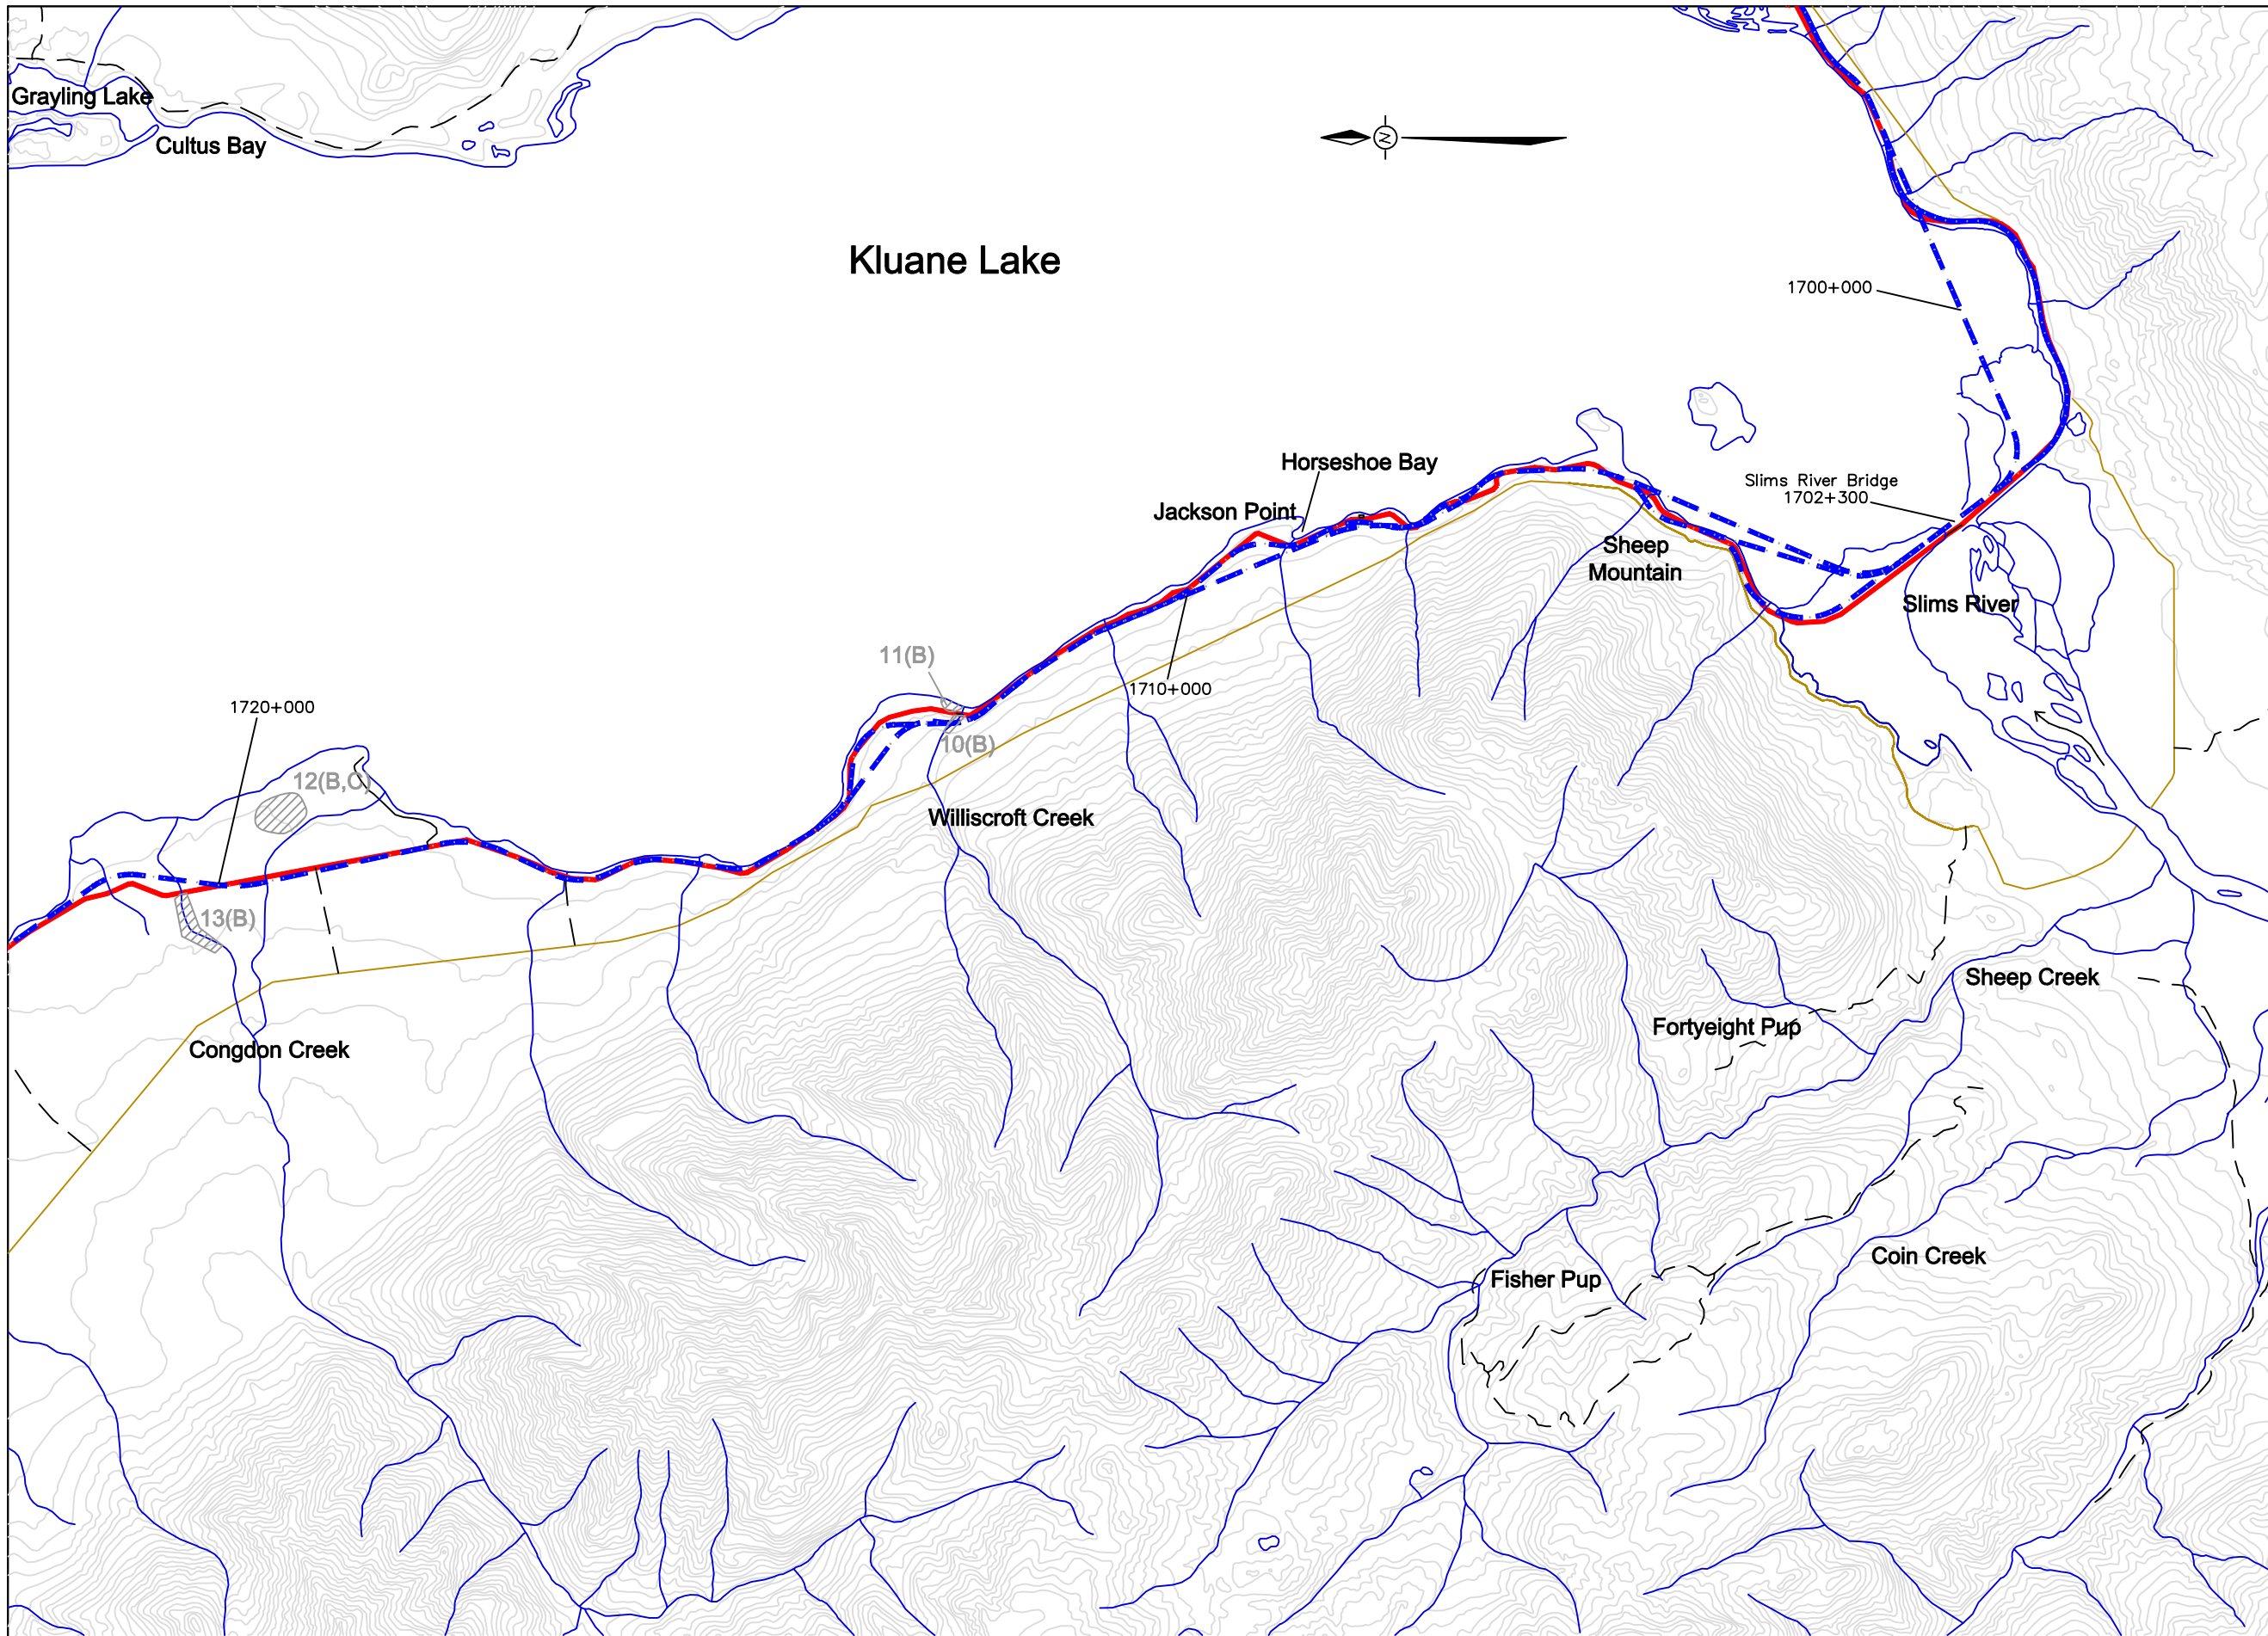 Grayling Lake
Cultus Bay
N
Kluane Lake
1700+000
Horseshoe Bay
Slims River Bridge
1702+300
Jackson Point
Sheep
Mountain
Slims River
11(B)
1710+000
1720+000
10(B)
12(B,C)
Williscroft Creek
13(B)
Sheep Creek
Fortyeight Pup
Congdon Creek
Coin Creek
Fisher Pup